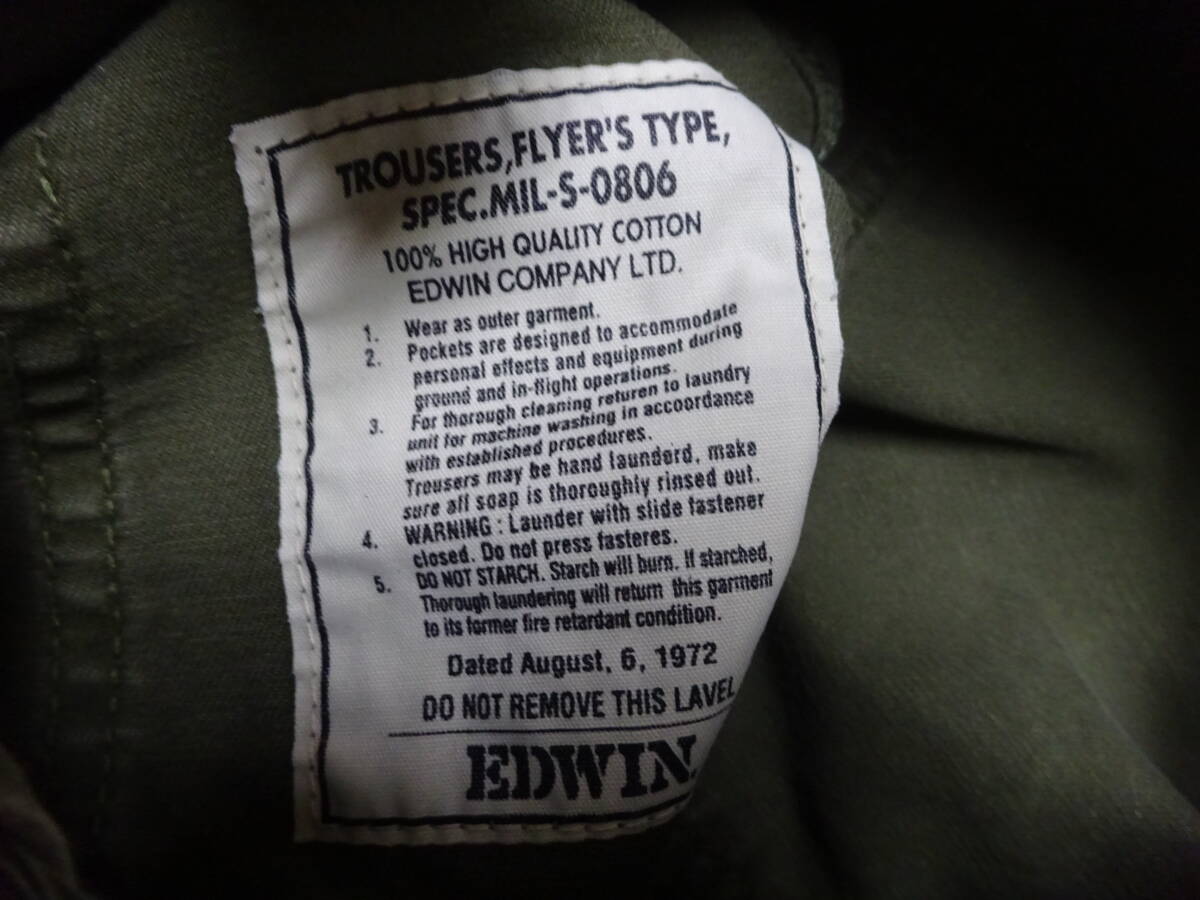 TROUSERS,FLYER'S TYPE,
SPEC.MIL-S-0806
100% HIGH QUALITY COTTON
EDWIN COMPANY LTD.
1. Wear as outer garment.
2. Pockets are designed to accommodate
personal effects and equipment during
ground and in-flight operations.
3. For thorough cleaning returen to laundry
unit for machine washing in accoordance
with established procedures.
Trousers may be hand launderd, make
sure all soap is thoroughly rinsed out.
4. WARNING : Launder with slide fastener
closed. Do not press fasteres.
5. DO NOT STARCH. Starch will burn. If starched,
Thorough laundering will return this garment
to its former fire retardant condition.
Dated August, 6, 1972
DO NOT REMOVE THIS LAVEL
EDWIN.